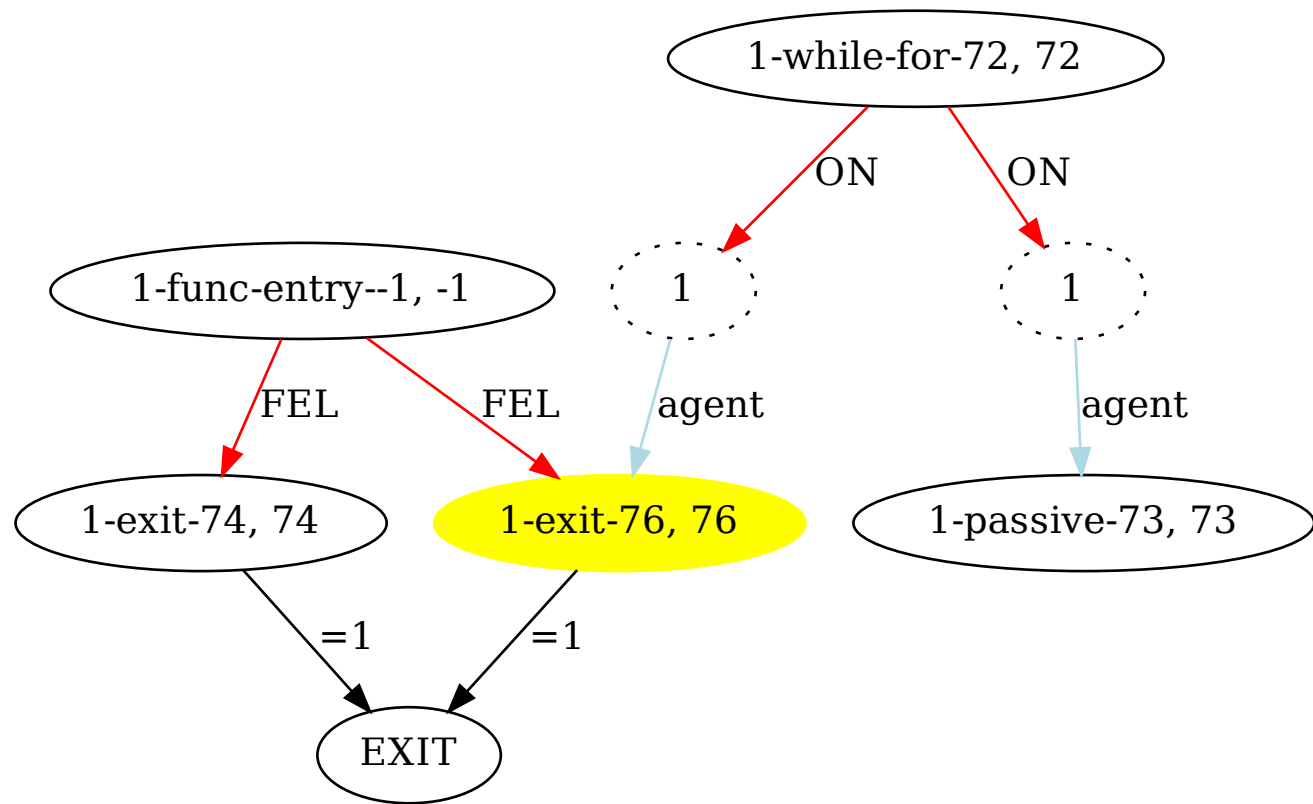 1-while-for-72, 72
ON
ON
1-func-entry--1, -1
1
1
FEL
FEL
agent
agent
1-exit-74, 74
1-exit-76, 76
1-passive-73, 73
=1
=1
EXIT